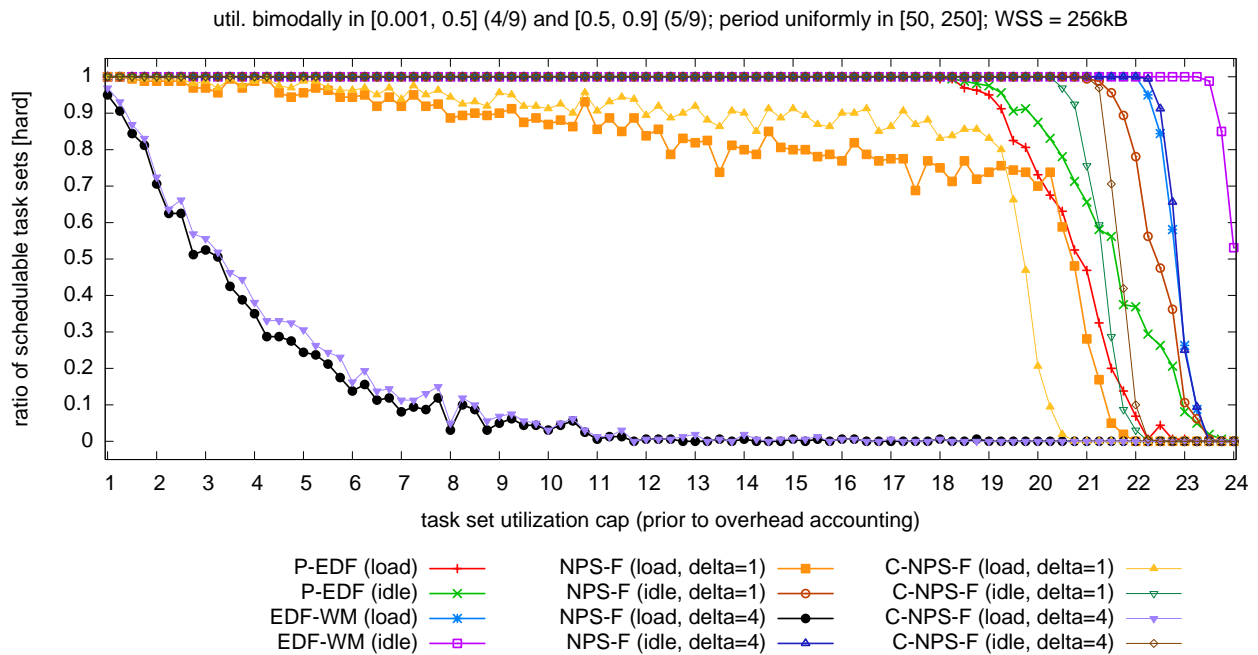 util. bimodally in [0.001, 0.5] (4/9) and [0.5, 0.9] (5/9); period uniformly in [50, 250]; WSS = 256kB
ratio of schedulable task sets [hard]
1
0.9
0.8
0.7
0.6
0.5
0.4
0.3
0.2
0.1
0
1 2 3 4 5 6 7 8 9 10 11 12 13 14 15 16 17 18 19 20 21 22 23 24
task set utilization cap (prior to overhead accounting)
P-EDF (load) NPS-F (load, delta=1) C-NPS-F (load, delta=1)
P-EDF (idle) NPS-F (idle, delta=1) C-NPS-F (idle, delta=1)
EDF-WM (load) NPS-F (load, delta=4) C-NPS-F (load, delta=4)
EDF-WM (idle) NPS-F (idle, delta=4) C-NPS-F (idle, delta=4)